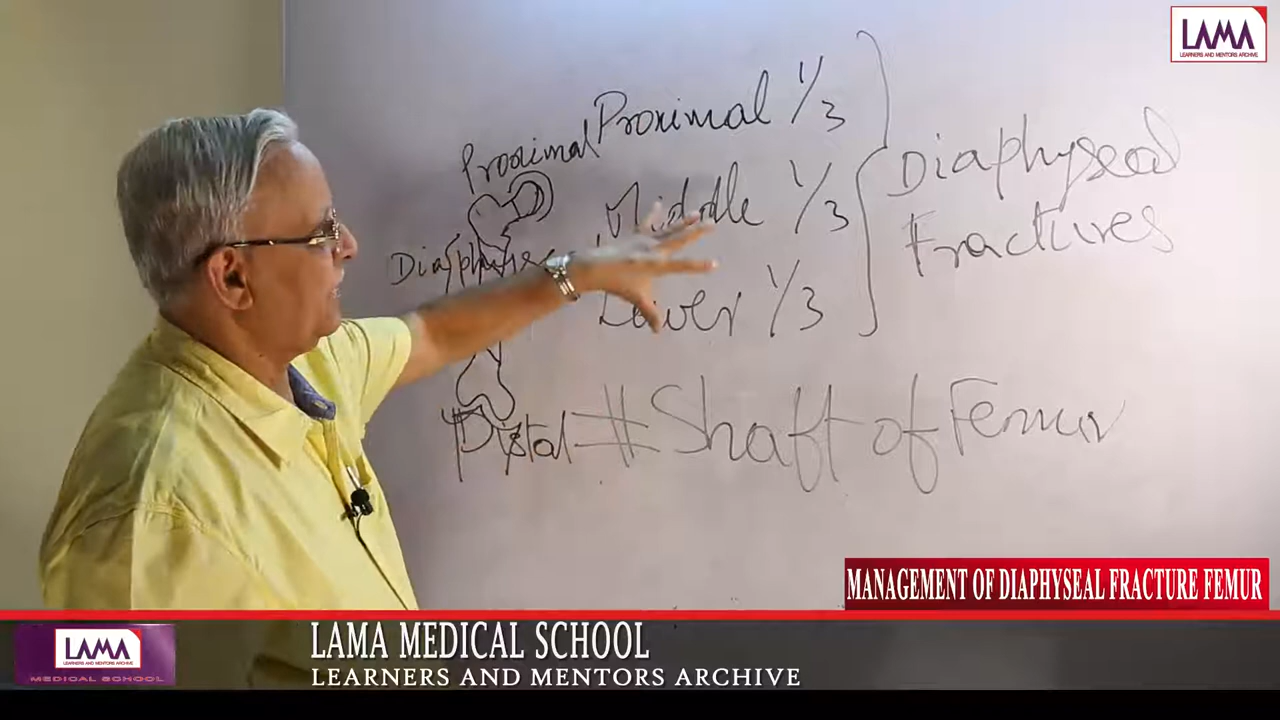 LAMA
LEARNERS AND MENTORS ARCHIVE
Proximal 1/3
Proximal
Middle 1/3
Diaphyseal
Fractures
Lower 1/3
Distal
# Shaft of Femur
MANAGEMENT OF DIAPHYSEAL FRACTURE FEMUR
LAMA MEDICAL SCHOOL
LEARNERS AND MENTORS ARCHIVE
LAMA
LEARNERS AND MENTORS ARCHIVE
MEDICAL SCHOOL